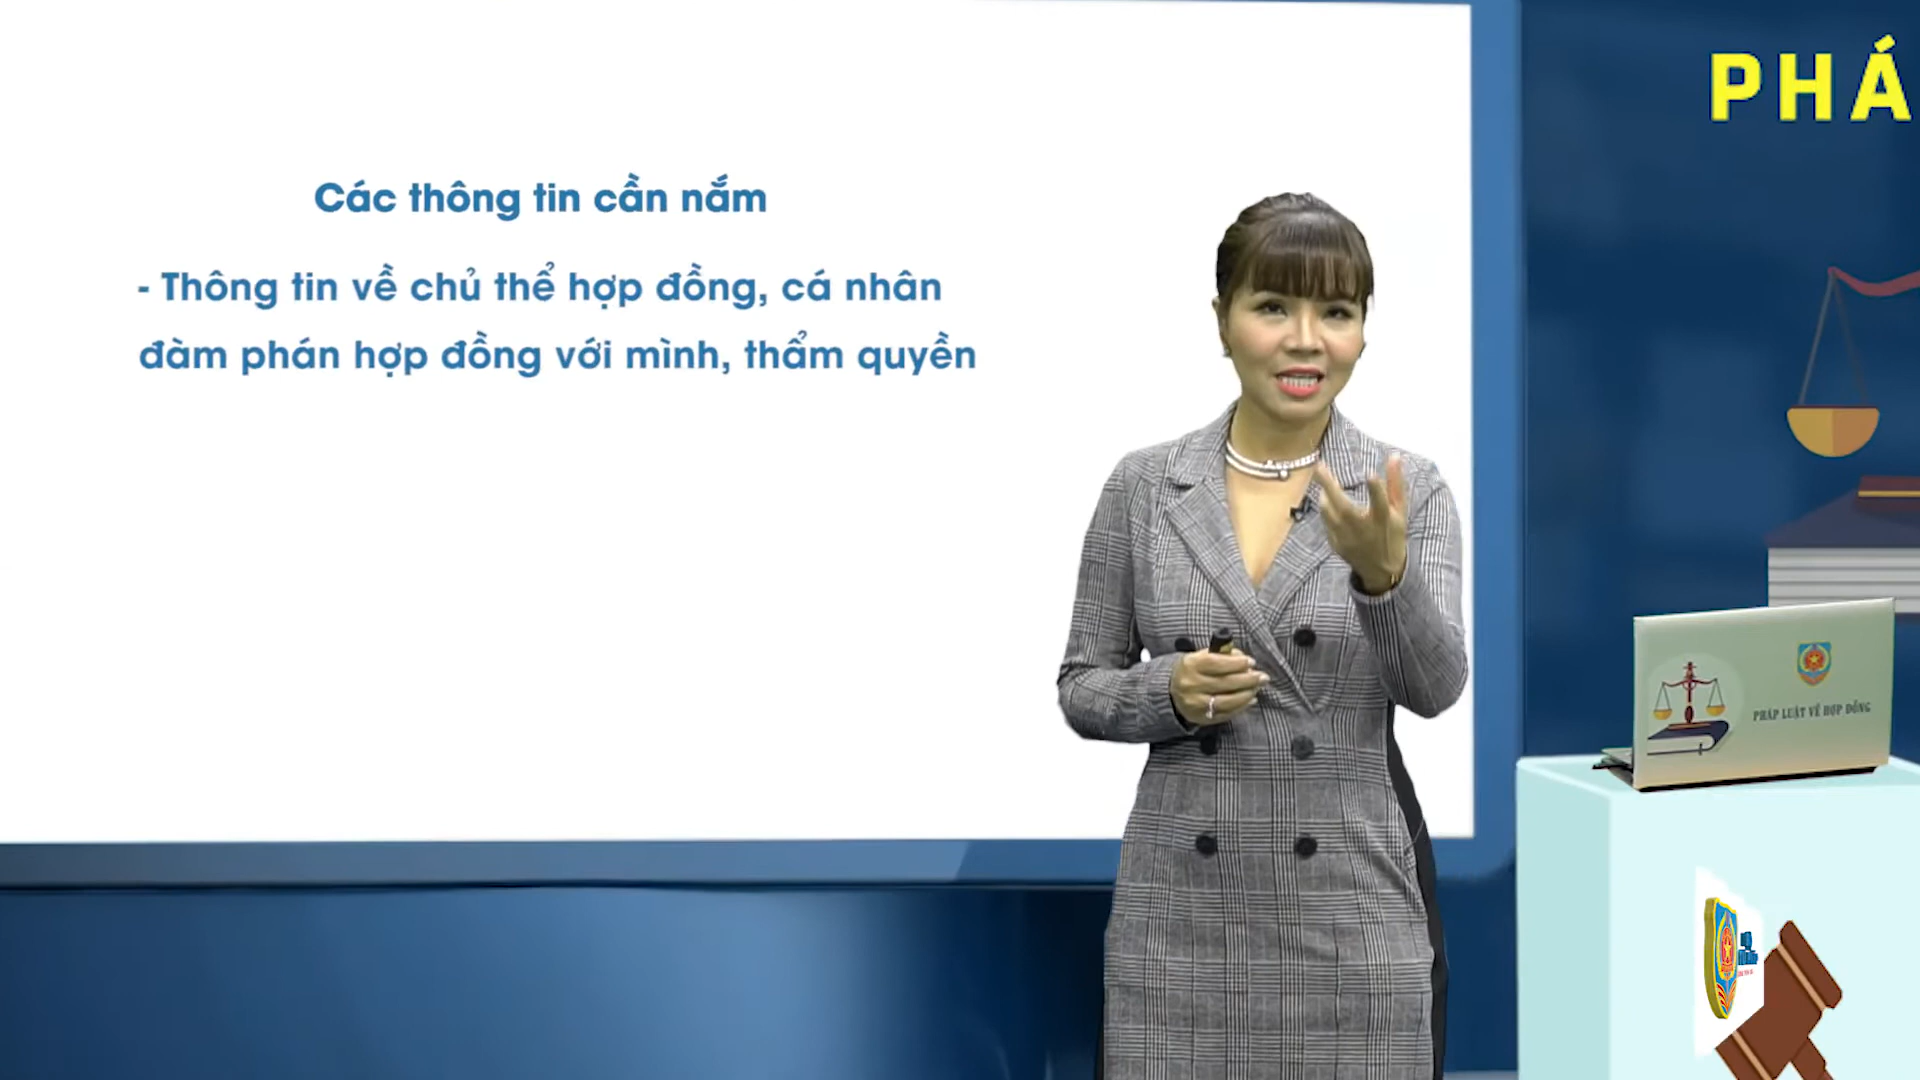 Các thông tin cần nắm
- Thông tin về chủ thể hợp đồng, cá nhân
đàm phán hợp đồng với mình, thẩm quyền
PHÁ
PHÁP LUẬT VỀ HỢP ĐỒNG